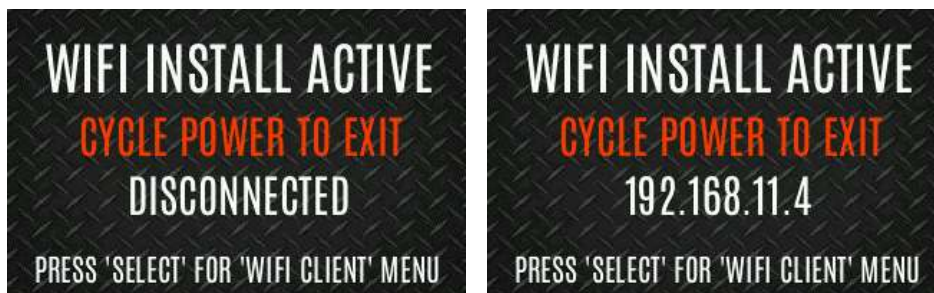 WIFI INSTALL ACTIVE
CYCLE POWER TO EXIT
DISCONNECTED
PRESS 'SELECT' FOR 'WIFI CLIENT' MENU
WIFI INSTALL ACTIVE
CYCLE POWER TO EXIT
192.168.11.4
PRESS 'SELECT' FOR 'WIFI CLIENT' MENU